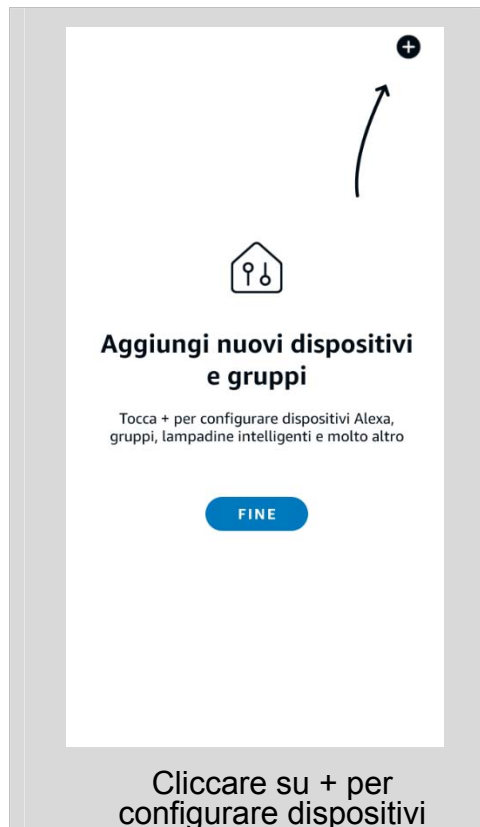 Aggiungi nuovi dispositivi
e gruppi
Tocca + per configurare dispositivi Alexa,
gruppi, lampadine intelligenti e molto altro
FINE
Cliccare su + per
configurare dispositivi